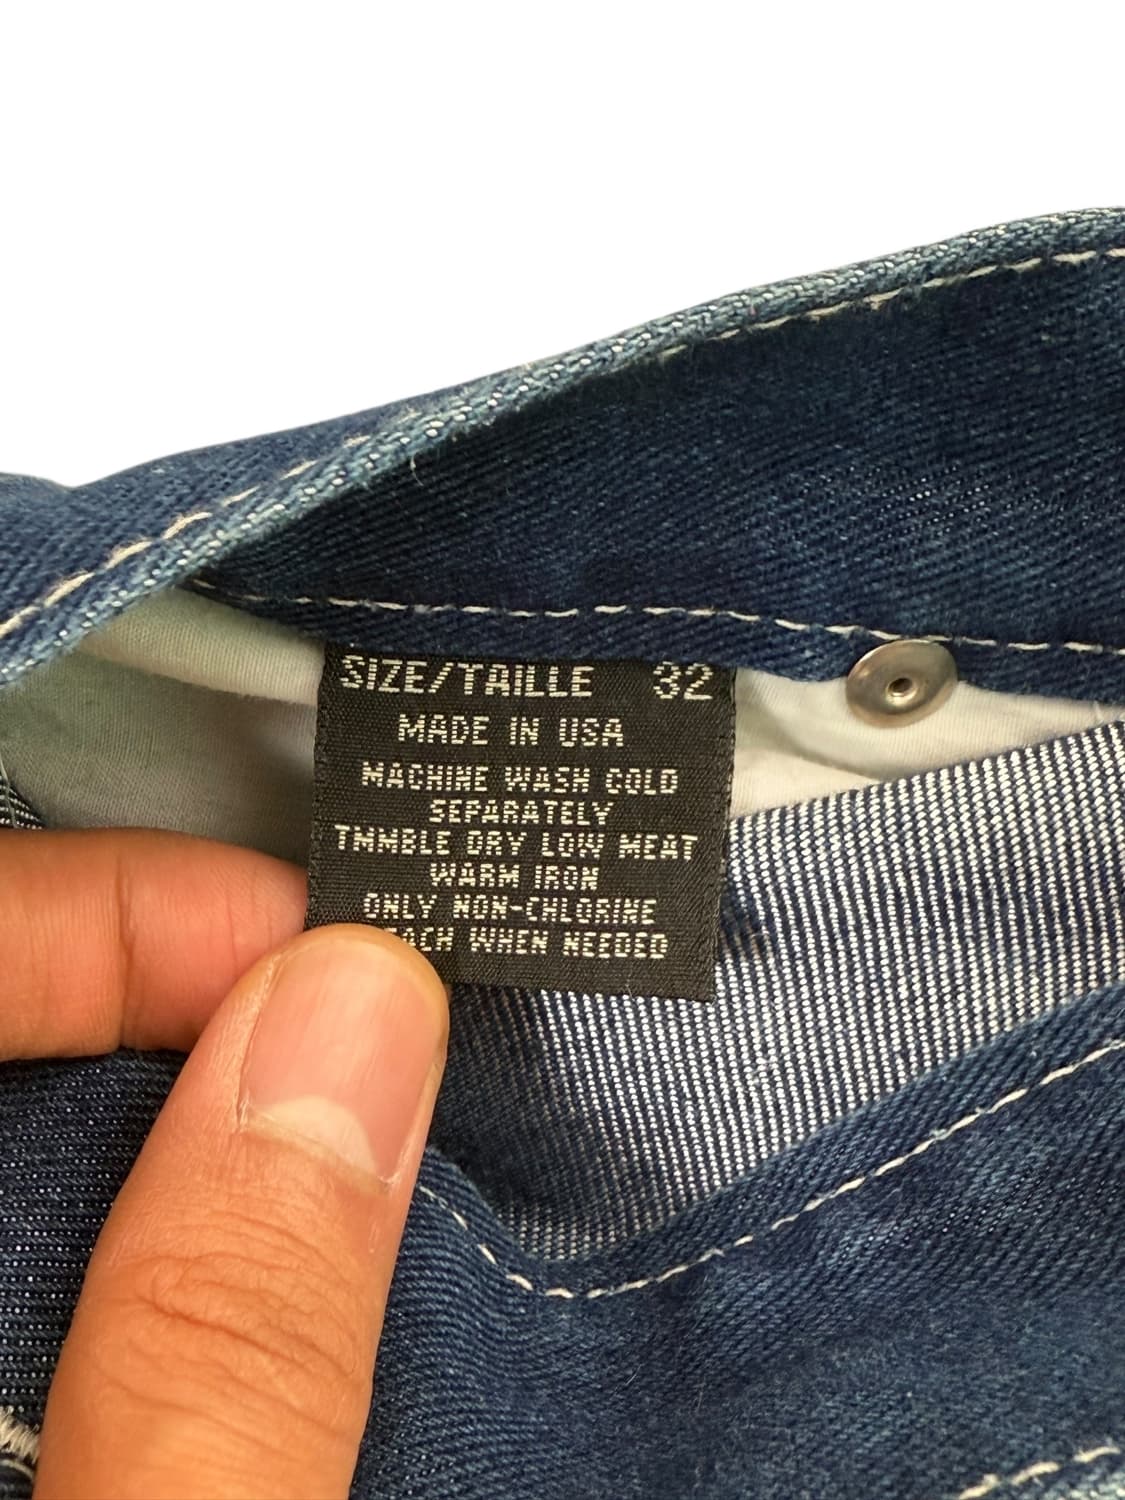 SIZE/TAILLE 32
MADE IN USA
MACHINE WASH COLD
SEPARATELY
TMMBLE DRY LOW MEAT
WARM IRON
ONLY NON-CHLORINE
WHEN NEEDED